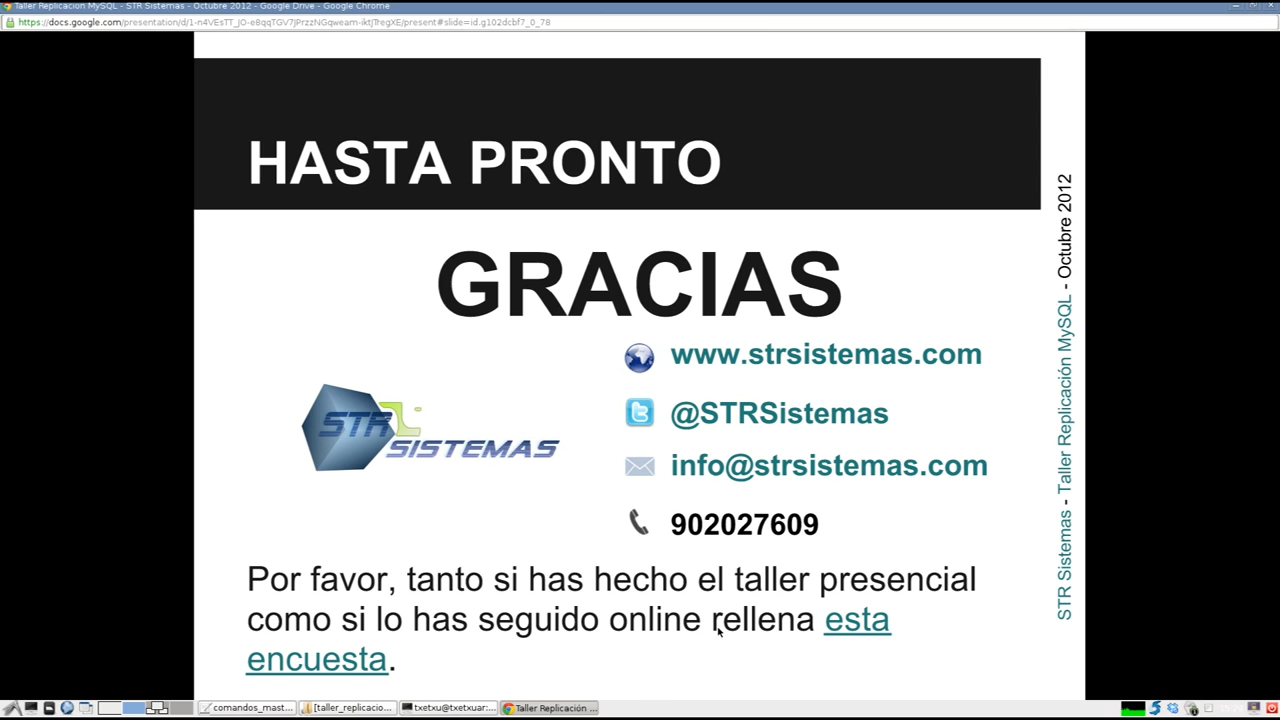 Taller Replicación MySQL - STR Sistemas - Octubre 2012 - Google Drive - Google Chrome
HASTA PRONTO
GRACIAS
www.strsistemas.com
@STRSistemas
info@strsistemas.com
902027609
STR SISTEMAS
Por favor, tanto si has hecho el taller presencial
como si lo has seguido online rellena esta
encuesta.
STR Sistemas - Taller Replicación MySQL - Octubre 2012
comandos_mast...
[taller_replicacio...
txetxu@txetxuar:...
Taller Replicación ...